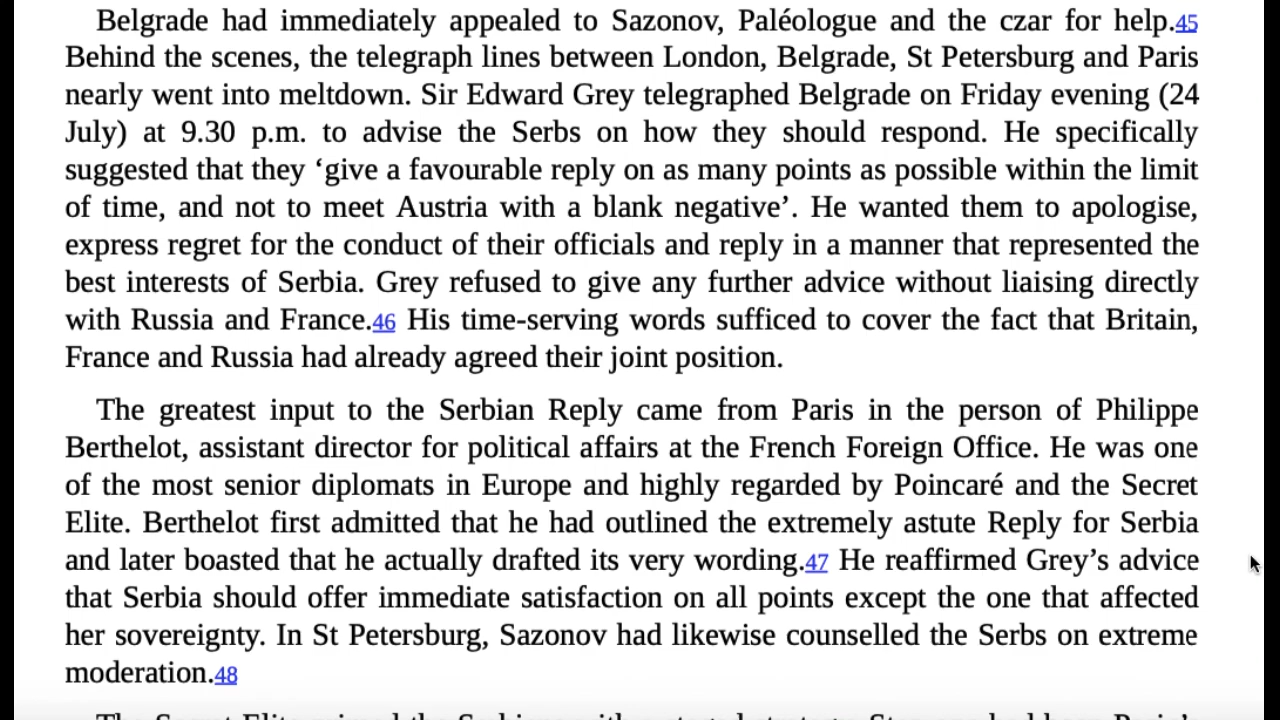 Belgrade had immediately appealed to Sazonov, Paléologue and the czar for help.45
Behind the scenes, the telegraph lines between London, Belgrade, St Petersburg and Paris
nearly went into meltdown. Sir Edward Grey telegraphed Belgrade on Friday evening (24
July) at 9.30 p.m. to advise the Serbs on how they should respond. He specifically
suggested that they ‘give a favourable reply on as many points as possible within the limit
of time, and not to meet Austria with a blank negative’. He wanted them to apologise,
express regret for the conduct of their officials and reply in a manner that represented the
best interests of Serbia. Grey refused to give any further advice without liaising directly
with Russia and France.46 His time-serving words sufficed to cover the fact that Britain,
France and Russia had already agreed their joint position.
The greatest input to the Serbian Reply came from Paris in the person of Philippe
Berthelot, assistant director for political affairs at the French Foreign Office. He was one
of the most senior diplomats in Europe and highly regarded by Poincaré and the Secret
Elite. Berthelot first admitted that he had outlined the extremely astute Reply for Serbia
and later boasted that he actually drafted its very wording.47 He reaffirmed Grey’s advice
that Serbia should offer immediate satisfaction on all points except the one that affected
her sovereignty. In St Petersburg, Sazonov had likewise counselled the Serbs on extreme
moderation.48